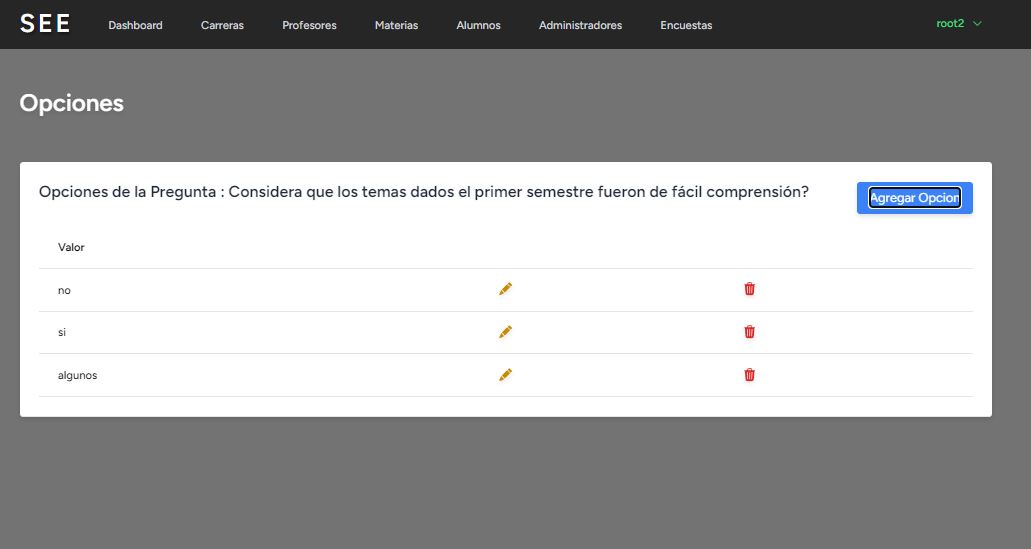 SEE Dashboard Carreras Profesores Materias Alumnos Administradores Encuestas root2
Opciones
Opciones de la Pregunta : Considera que los temas dados el primer semestre fueron de fácil comprensión? Agregar Opcion
Valor
no
si
algunos